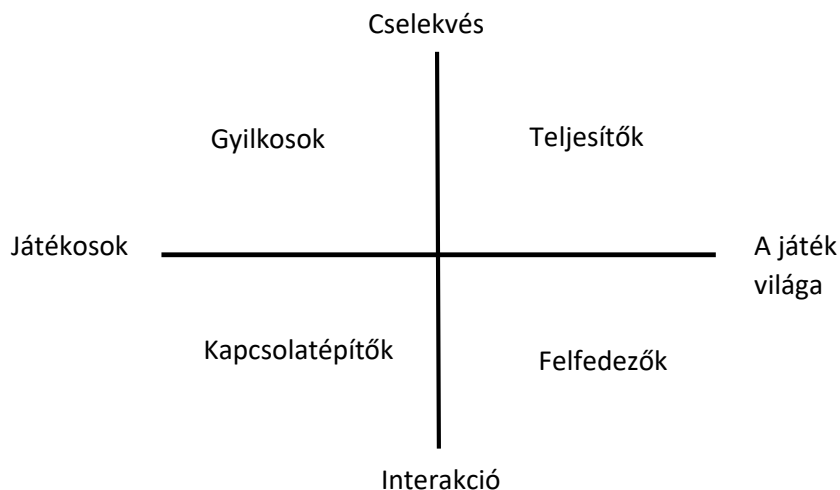 Cselekvés
Gyilkosok
Teljesítők
Játékosok
A játék
világa
Kapcsolatépítők
Felfedezők
Interakció